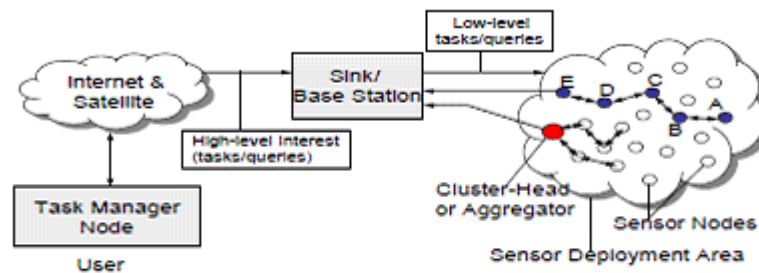 Low-level
tasks/queries
Internet &
Satellite
Sink/
Base Station
E
D
C
B
A
High-level Interest
(tasks/queries)
Cluster-Head
or Aggregator
Sensor Nodes
Sensor Deployment Area
Task Manager
Node
User